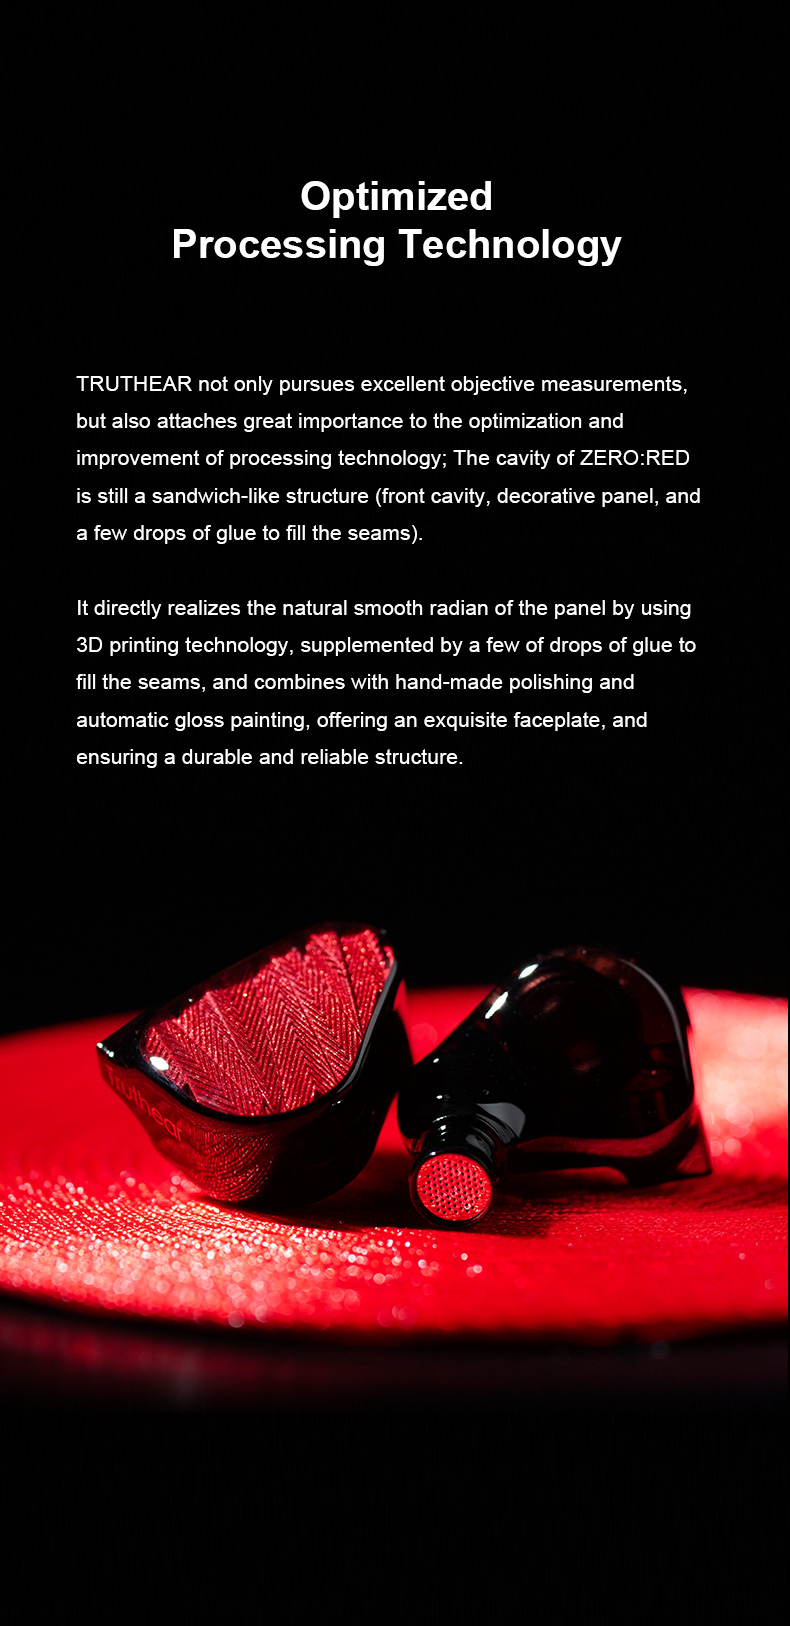 Optimized
Processing Technology
TRUTHEAR not only pursues excellent objective measurements,
but also attaches great importance to the optimization and
improvement of processing technology; The cavity of ZERO:RED
is still a sandwich-like structure (front cavity, decorative panel, and
a few drops of glue to fill the seams).
It directly realizes the natural smooth radian of the panel by using
3D printing technology, supplemented by a few of drops of glue to
fill the seams, and combines with hand-made polishing and
automatic gloss painting, offering an exquisite faceplate, and
ensuring a durable and reliable structure.
Truthear